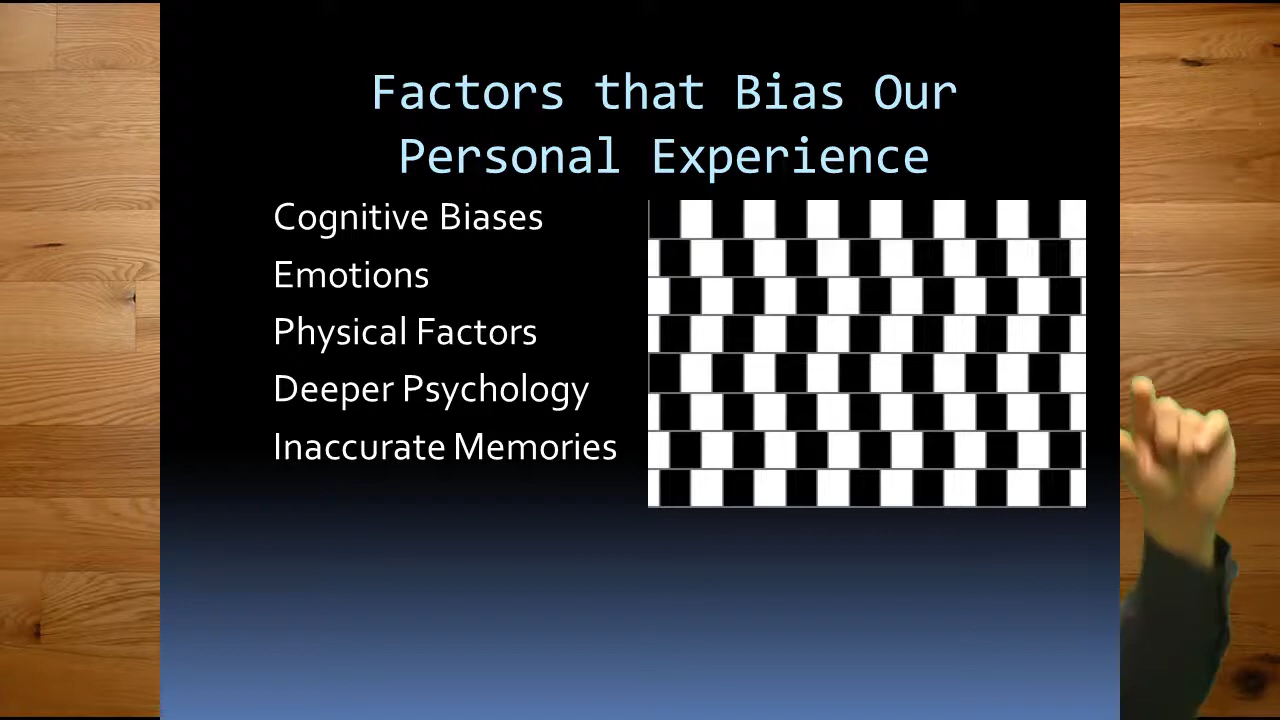 Factors that Bias Our
Personal Experience
Cognitive Biases
Emotions
Physical Factors
Deeper Psychology
Inaccurate Memories